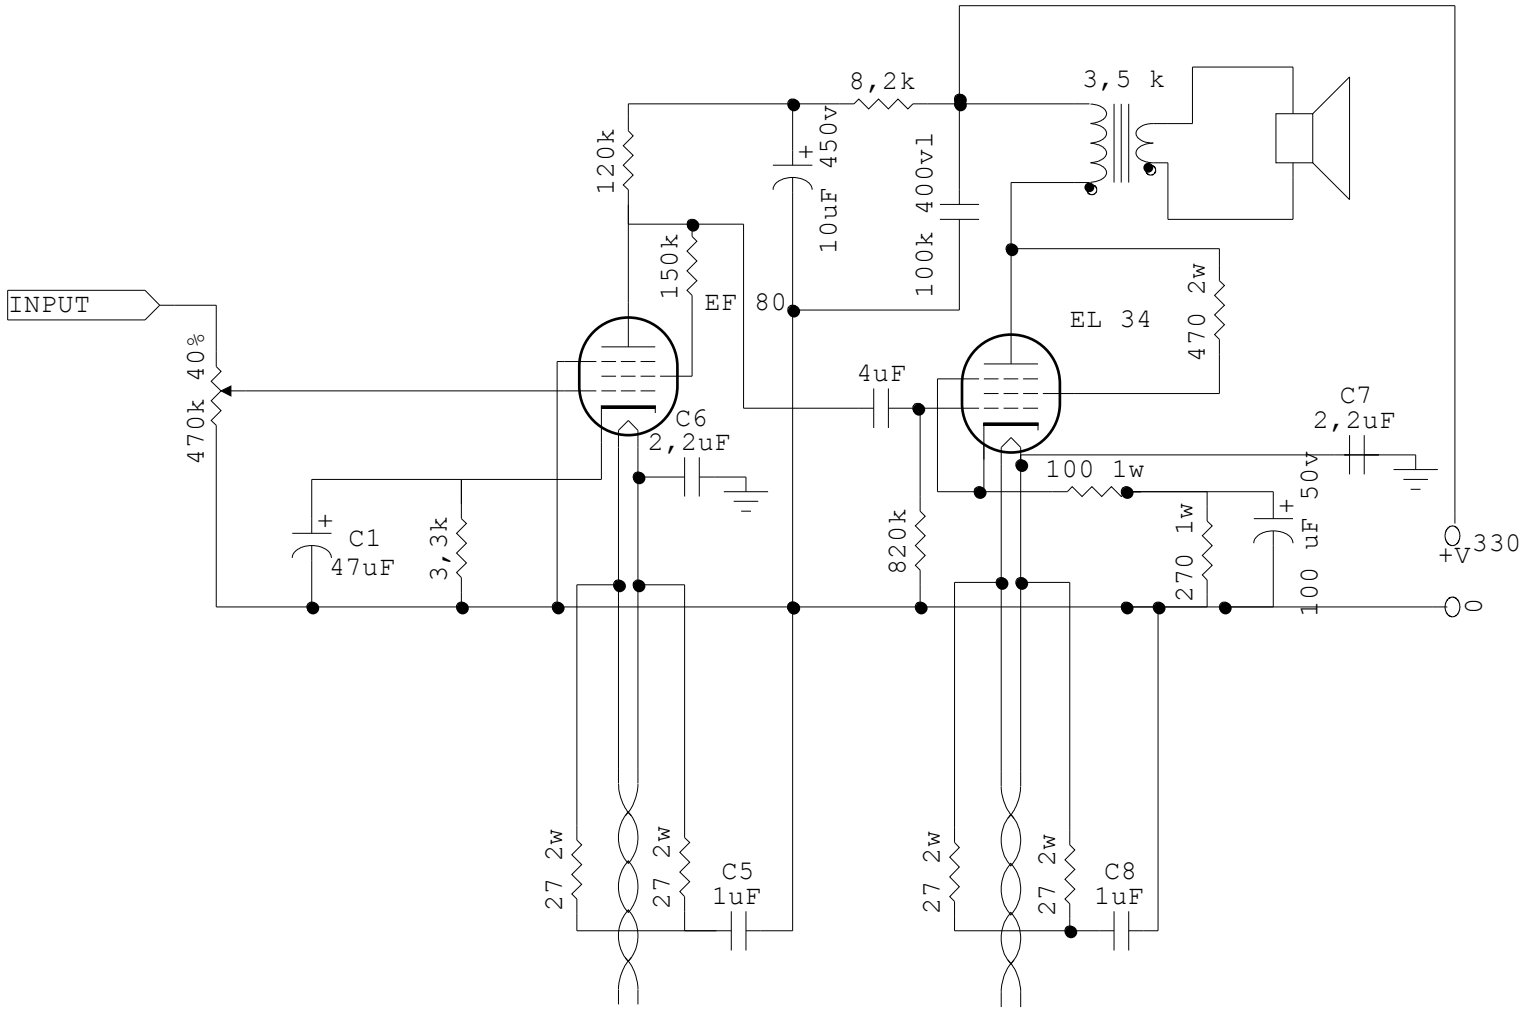 8,2k
3,5 k
120k
10uF 450v
100k 400vl
150k
EF 80
INPUT
470k 40%
EL 34
470 2w
4uF
C6
2,2uF
C7
2,2uF
100 1w
C1
47uF
3,3k
820k
270 1w
100 uF 50v
+V 330
0
27 2w
27 2w
C5
1uF
27 2w
27 2w
C8
1uF